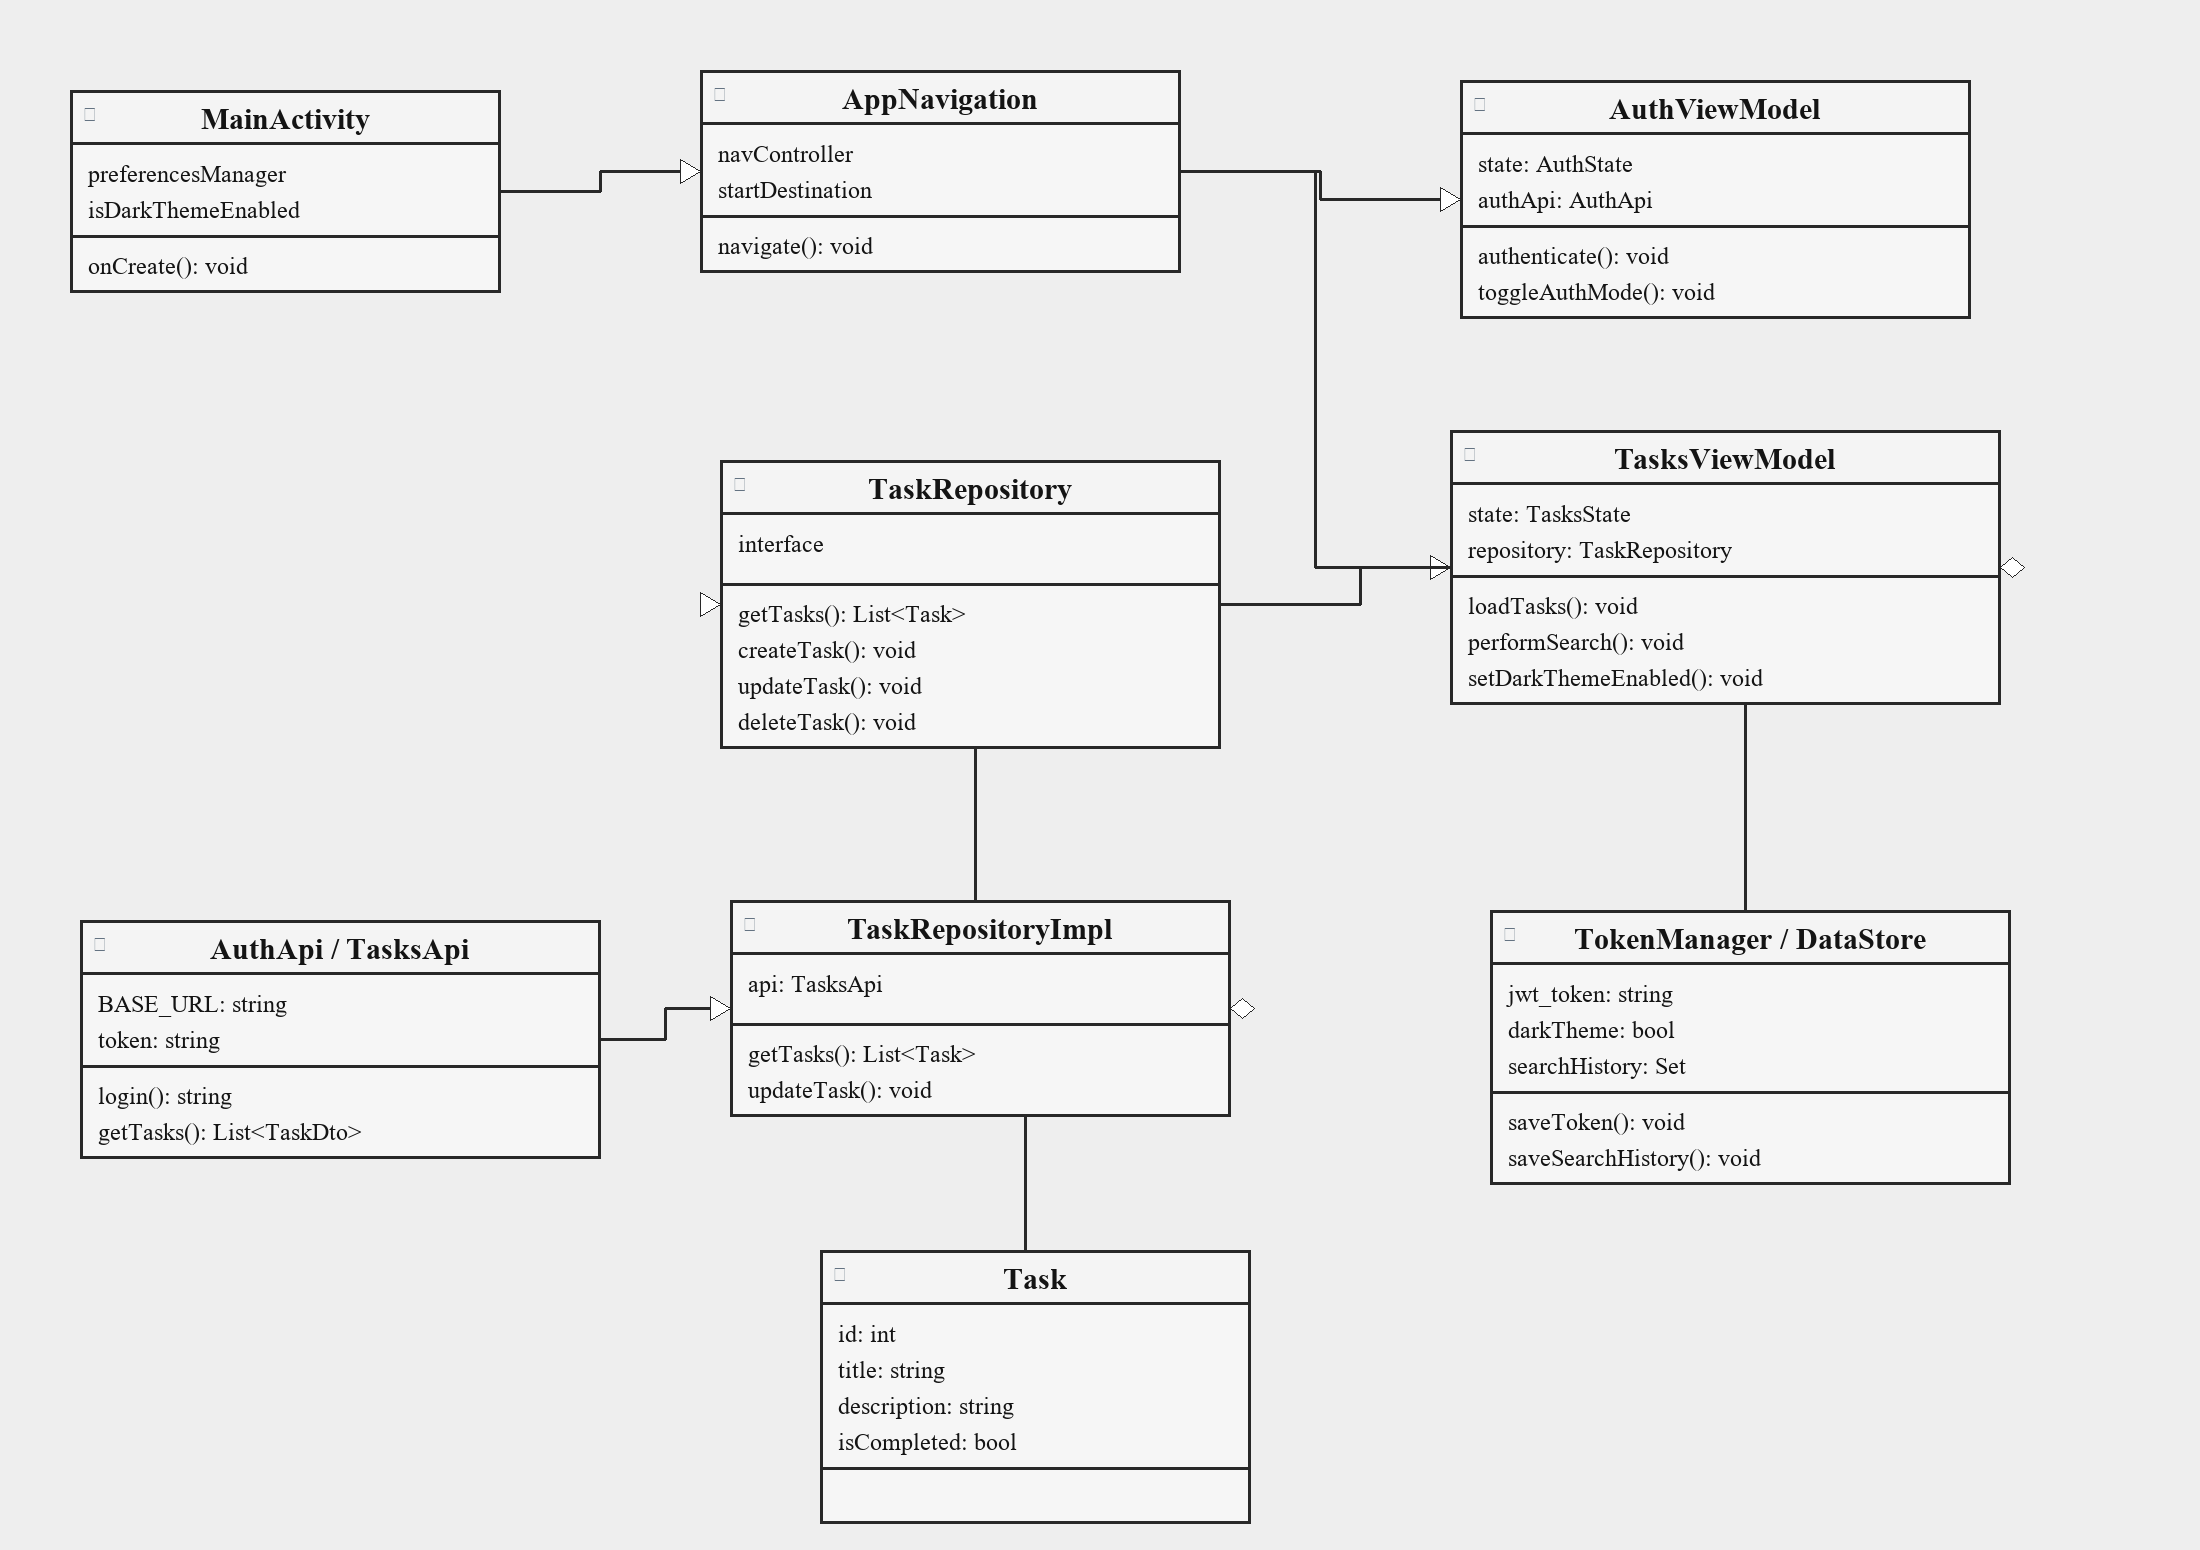 MainActivity
preferencesManager
isDarkThemeEnabled
onCreate(): void
AppNavigation
navController
startDestination
navigate(): void
AuthViewModel
state: AuthState
authApi: AuthApi
authenticate(): void
toggleAuthMode(): void
TaskRepository
interface
getTasks(): List<Task>
createTask(): void
updateTask(): void
deleteTask(): void
TasksViewModel
state: TasksState
repository: TaskRepository
loadTasks(): void
performSearch(): void
setDarkThemeEnabled(): void
AuthApi / TasksApi
BASE_URL: string
token: string
login(): string
getTasks(): List<TaskDto>
TaskRepositoryImpl
api: TasksApi
getTasks(): List<Task>
updateTask(): void
TokenManager / DataStore
jwt_token: string
darkTheme: bool
searchHistory: Set
saveToken(): void
saveSearchHistory(): void
Task
id: int
title: string
description: string
isCompleted: bool